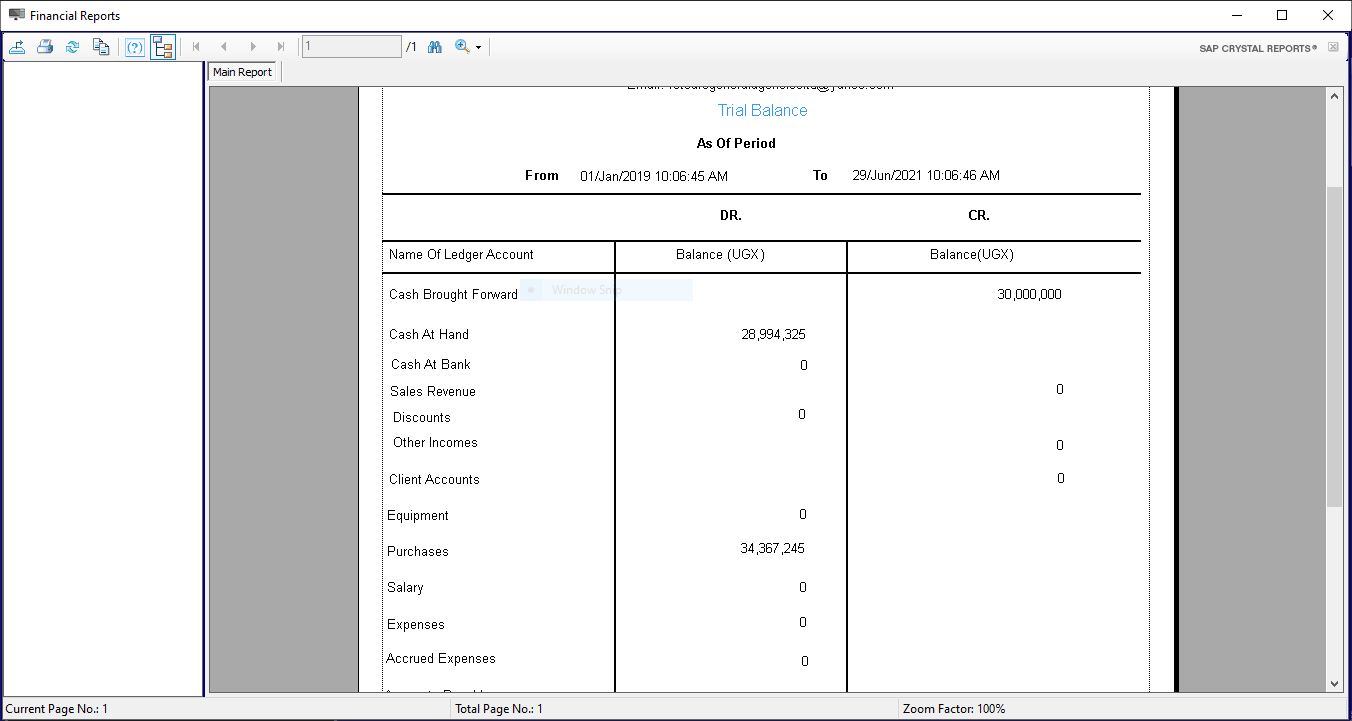 Financial Reports
1 /1 SAP CRYSTAL REPORTS®
Main Report
Trial Balance
As Of Period
From 01/Jan/2019 10:06:45 AM To 29/Jun/2021 10:06:46 AM
DR. CR.
Name Of Ledger Account Balance (UGX) Balance(UGX)
Cash Brought Forward Window Snip 30,000,000
Cash At Hand 28,994,325
Cash At Bank 0
Sales Revenue 0
Discounts 0
Other Incomes 0
Client Accounts 0
Equipment 0
Purchases 34,367,245
Salary 0
Expenses 0
Accrued Expenses 0
Current Page No.: 1 Total Page No.: 1 Zoom Factor: 100%